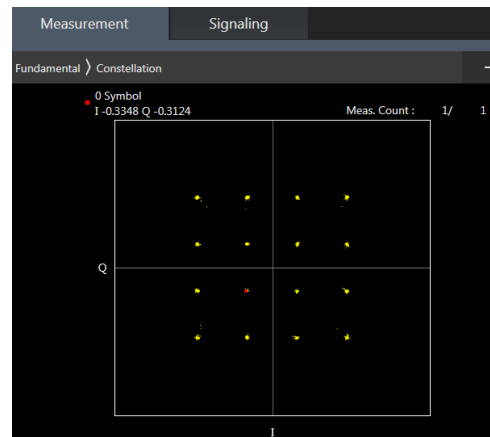 Measurement Signaling
Fundamental 〉 Constellation
0 Symbol
I -0.3348 Q -0.3124 Meas. Count : 1/ 1
Q
I